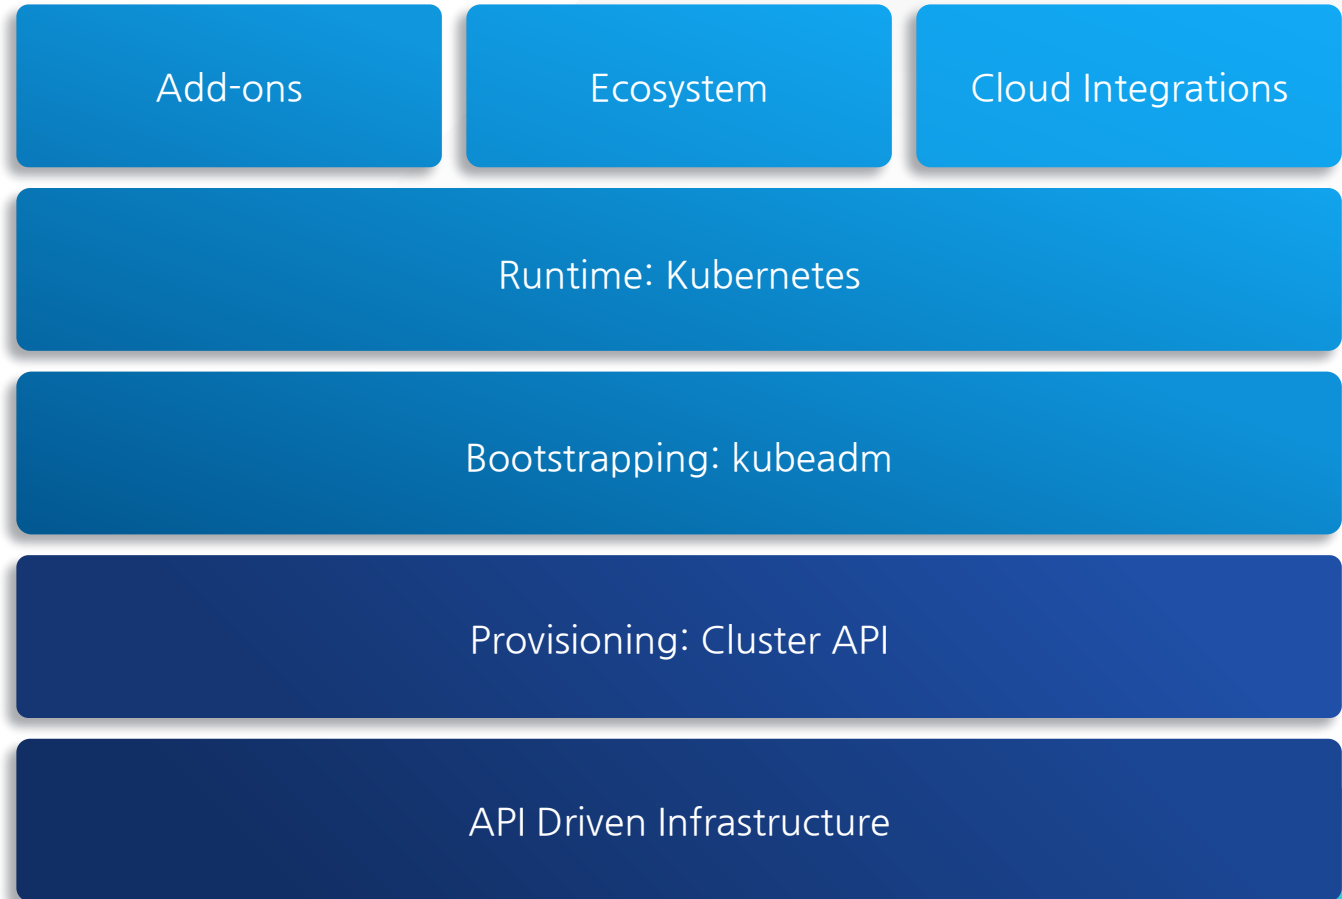 Add-ons
Ecosystem
Cloud Integrations
Runtime: Kubernetes
Bootstrapping: kubeadm
Provisioning: Cluster API
API Driven Infrastructure